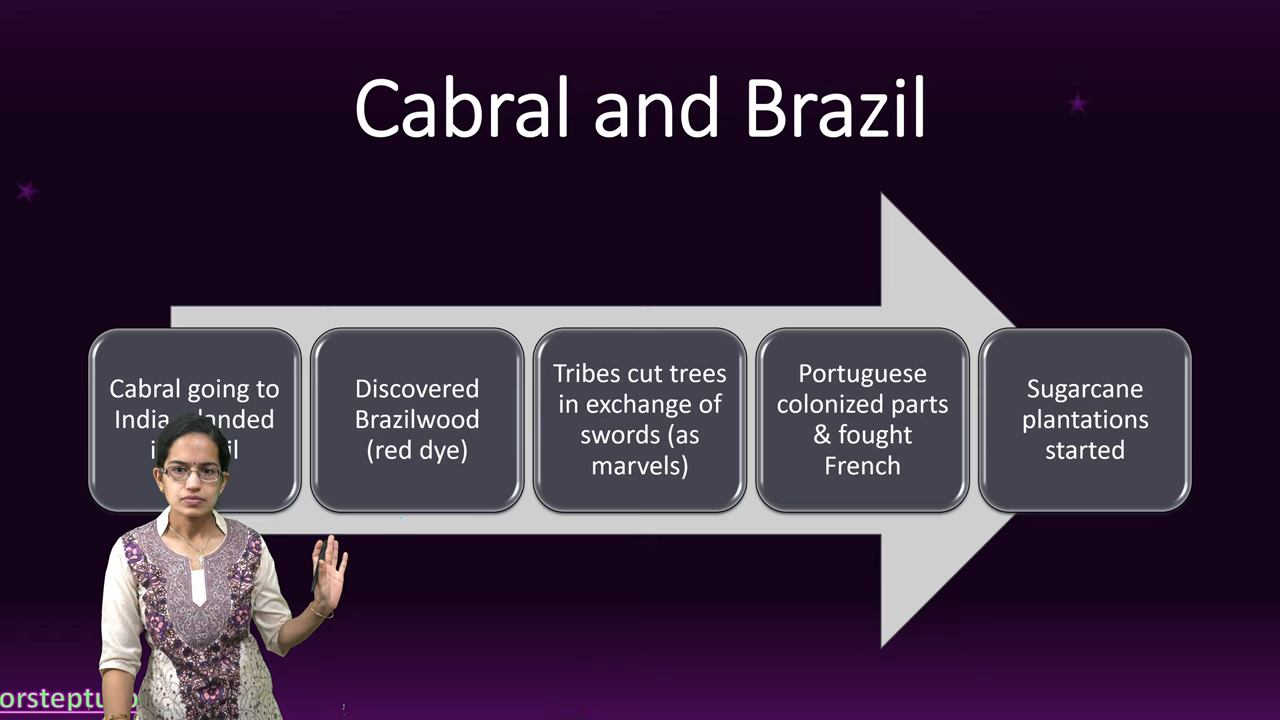 Cabral and Brazil
Cabral going to
India landed
Discovered
Brazilwood
(red dye)
Tribes cut trees
in exchange of
swords (as
marvels)
Portuguese
colonized parts
& fought
French
Sugarcane
plantations
started